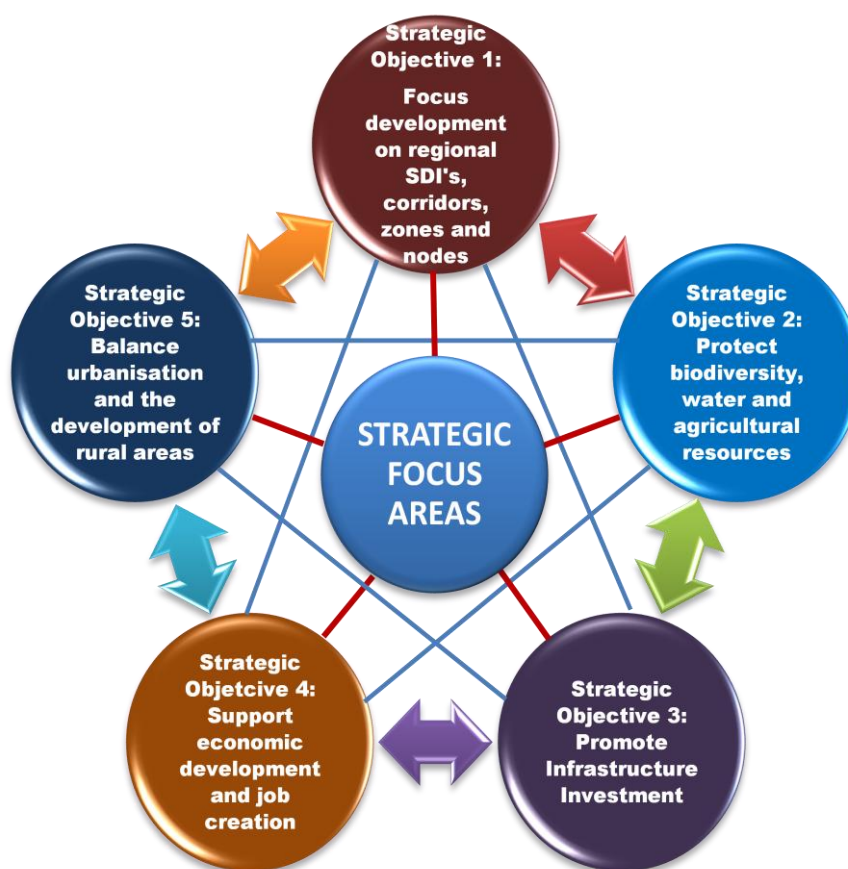 Strategic
Objective 1:
Focus
development
on regional
SDI's,
corridors,
zones and
nodes
Strategic
Objective 5:
Balance
urbanisation
and the
development of
rural areas
Strategic
Objective 2:
Protect
biodiversity,
water and
agricultural
resources
STRATEGIC
FOCUS
AREAS
Strategic
Objetcive 4:
Support
economic
development
and job
creation
Strategic
Objective 3:
Promote
Infrastructure
Investment